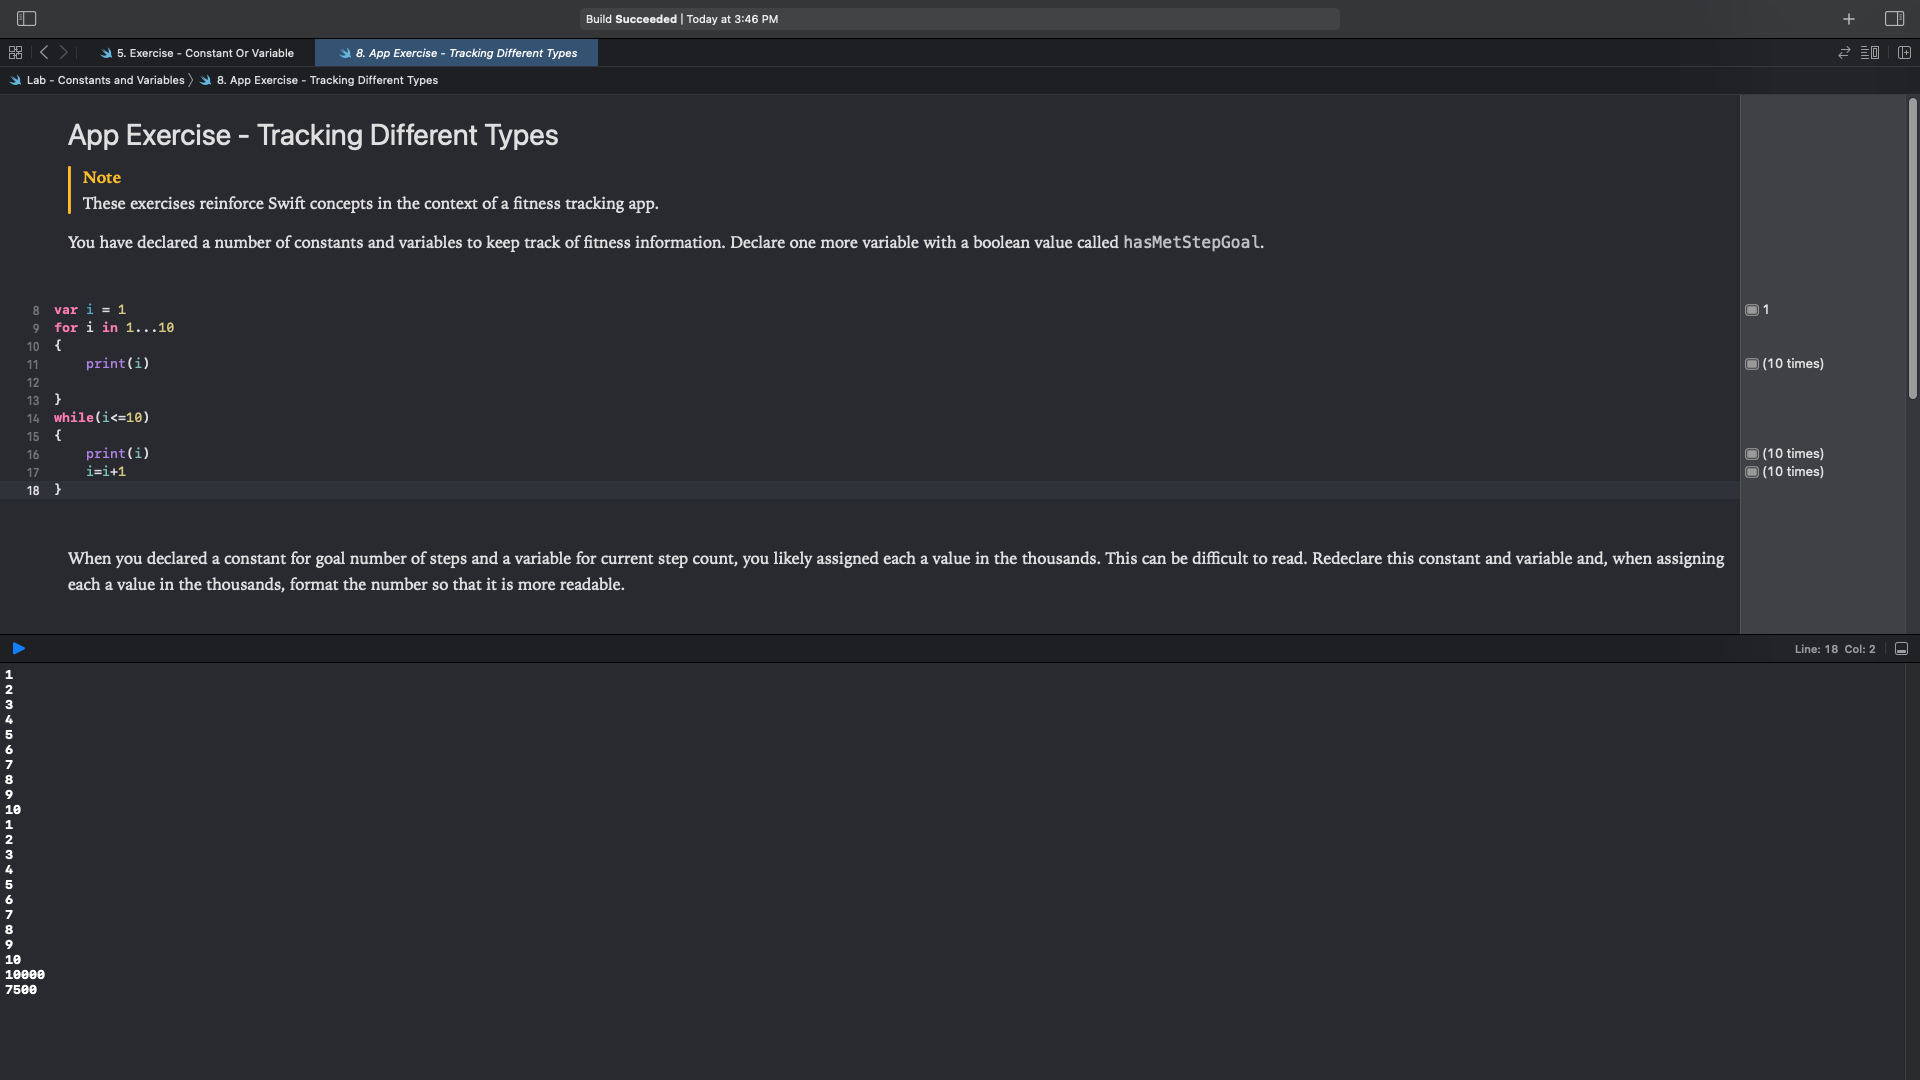 Build Succeeded | Today at 3:46 PM
5. Exercise - Constant Or Variable
8. App Exercise - Tracking Different Types
Lab - Constants and Variables 〉 8. App Exercise - Tracking Different Types
App Exercise - Tracking Different Types
Note
These exercises reinforce Swift concepts in the context of a fitness tracking app.
You have declared a number of constants and variables to keep track of fitness information. Declare one more variable with a boolean value called hasMetStepGoal.
8 var i = 1
1
9 for i in 1...10
10 {
11     print(i)
(10 times)
12
13 }
14 while(i<=10)
15 {
16     print(i)
(10 times)
17     i=i+1
(10 times)
18 }
When you declared a constant for goal number of steps and a variable for current step count, you likely assigned each a value in the thousands. This can be difficult to read. Redeclare this constant and variable and, when assigning
each a value in the thousands, format the number so that it is more readable.
Line: 18 Col: 2
1
2
3
4
5
6
7
8
9
10
1
2
3
4
5
6
7
8
9
10
10000
7500